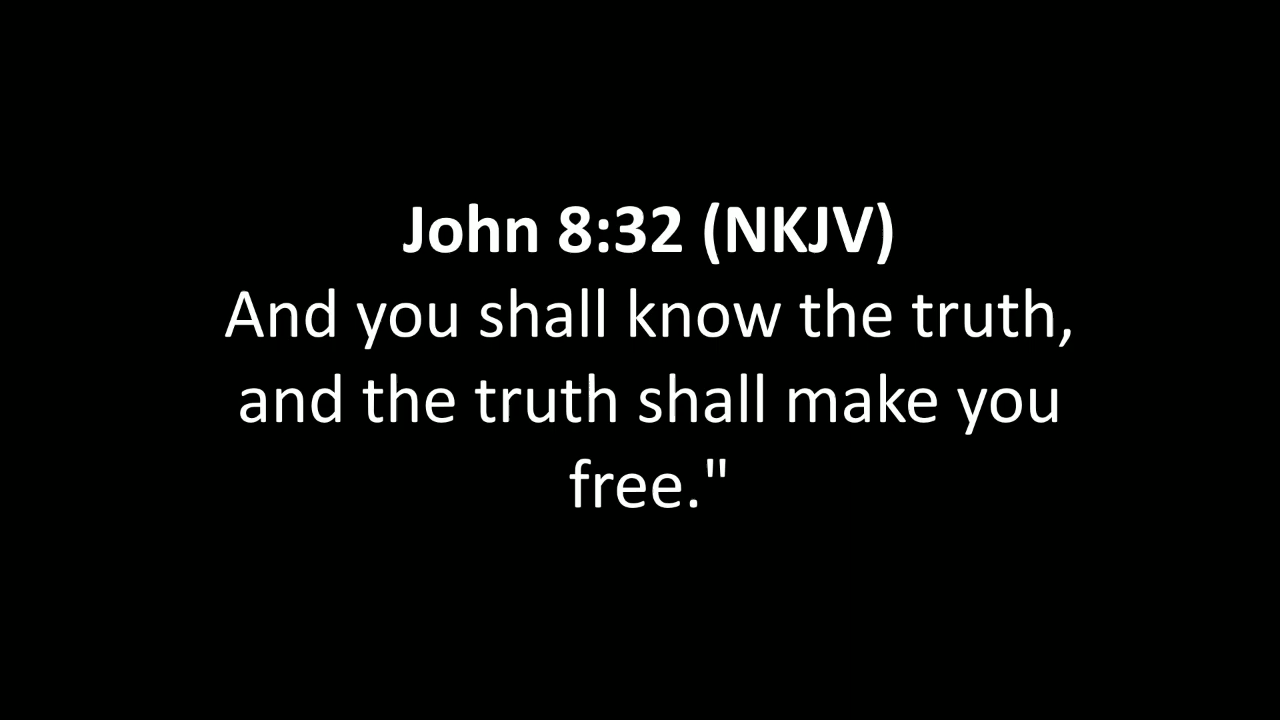 John 8:32 (NKJV)
And you shall know the truth,
and the truth shall make you
free."